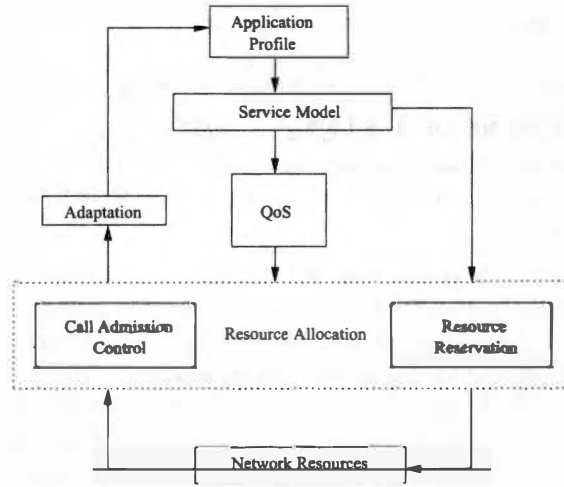 Application
Profile
Service Model
Adaptation
QoS
Call Admission
Control
Resource Allocation
Resource
Reservation
Network Resources